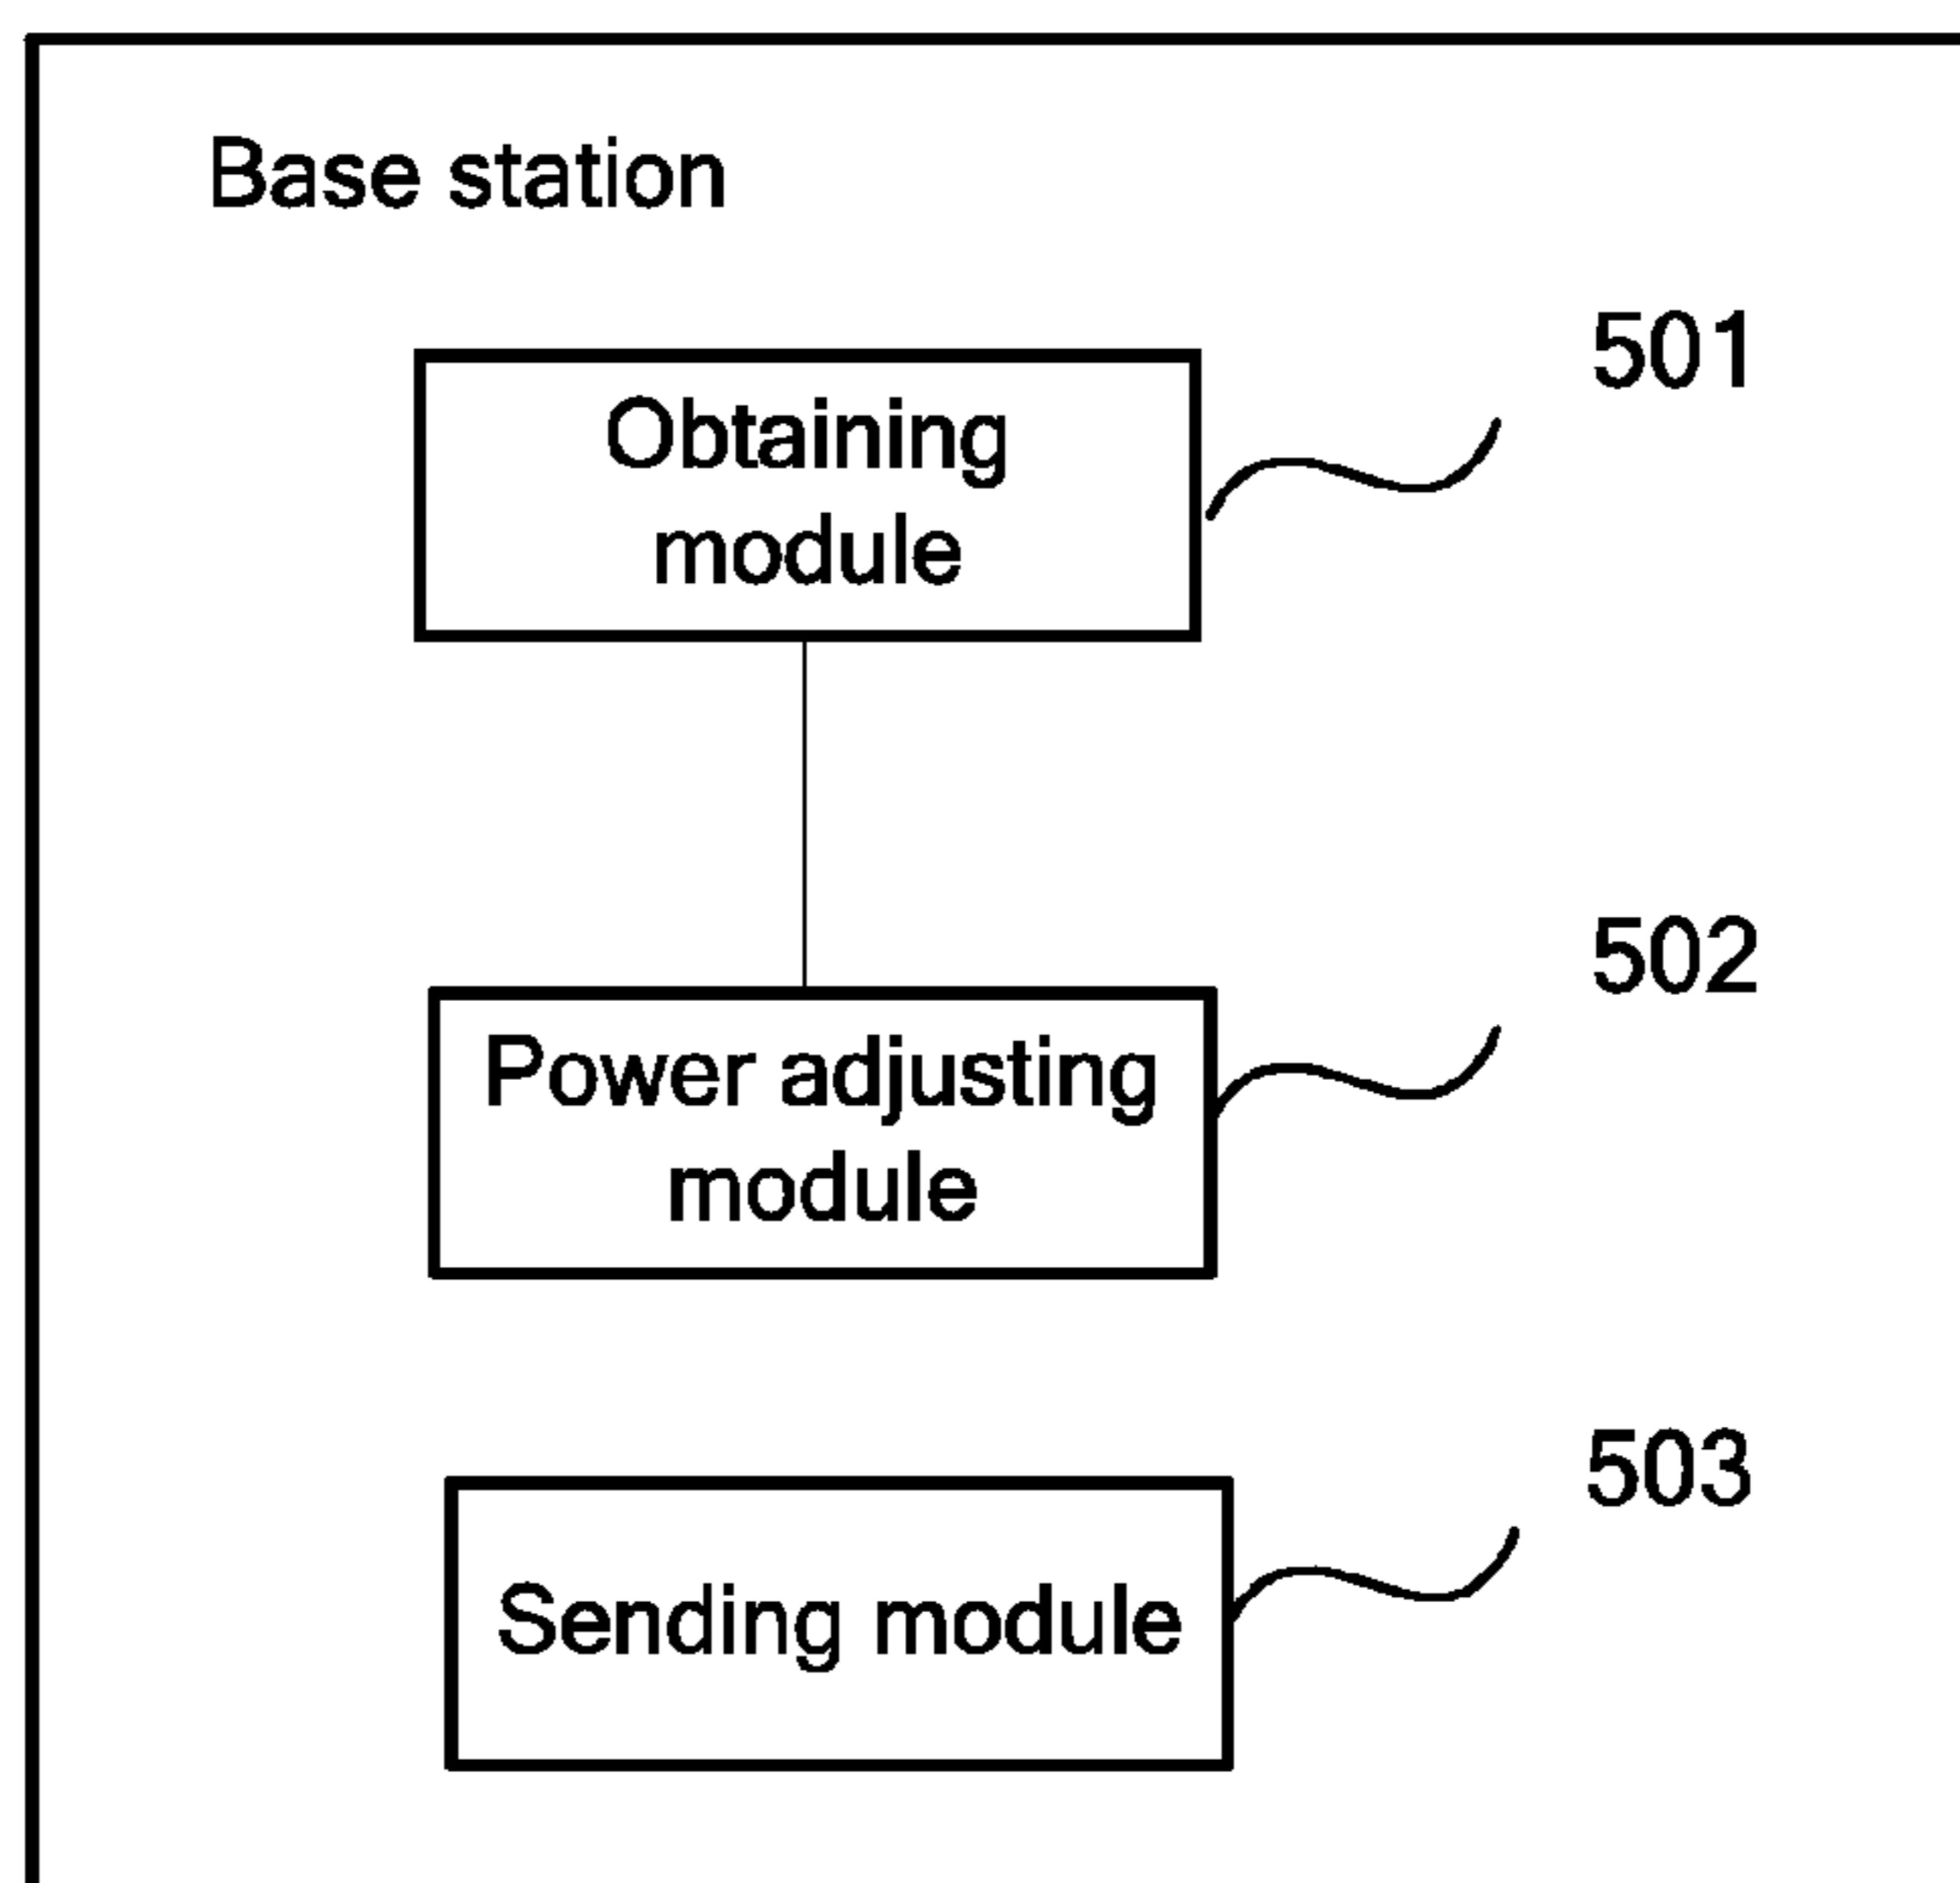 Base station
501
Obtaining
module
502
Power adjusting
module
503
Sending module